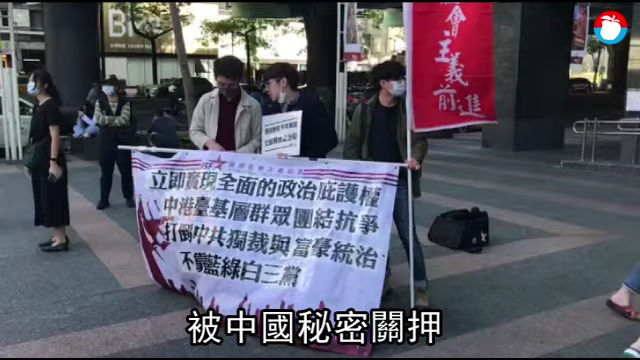 會主義前進
立即實現全面的政治庇護權
中港臺基層群眾團結抗爭
打倒中共獨裁與富豪統治
不靠藍綠白三黨
被中國秘密關押